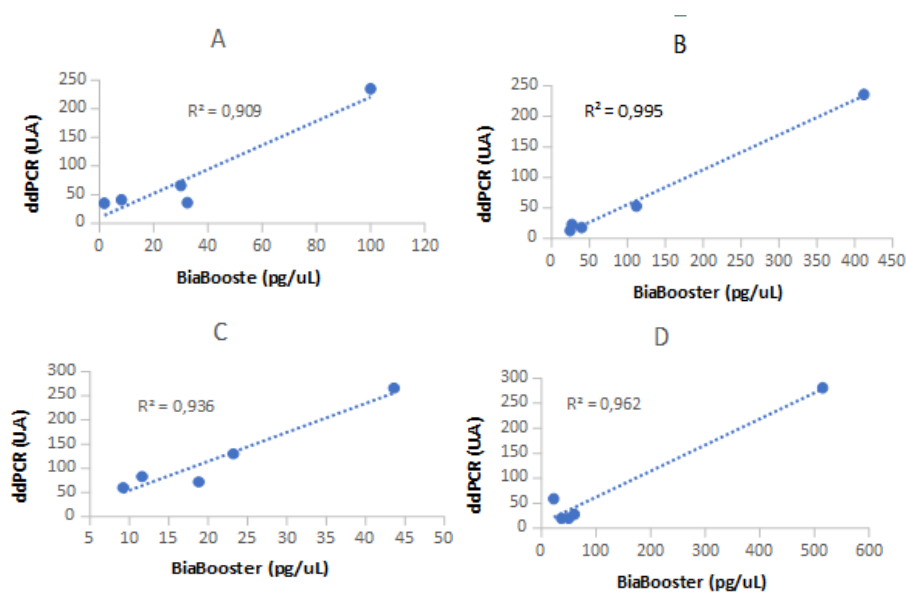 A
ddPCR (U.A)
250
200
150
100
50
0
R² = 0,909
0 20 40 60 80 100 120
BiaBooste (pg/uL)
B
ddPCR (U.A)
250
200
150
100
50
0
R² = 0,995
0 50 100 150 200 250 300 350 400 450
BiaBooster (pg/uL)
C
ddPCR (U.A)
300
250
200
150
100
50
0
R² = 0,936
5 10 15 20 25 30 35 40 45 50
BiaBooster (pg/uL)
D
ddPCR (U.A)
300
250
200
150
100
50
0
R² = 0,962
0 100 200 300 400 500 600
BiaBooster (pg/uL)